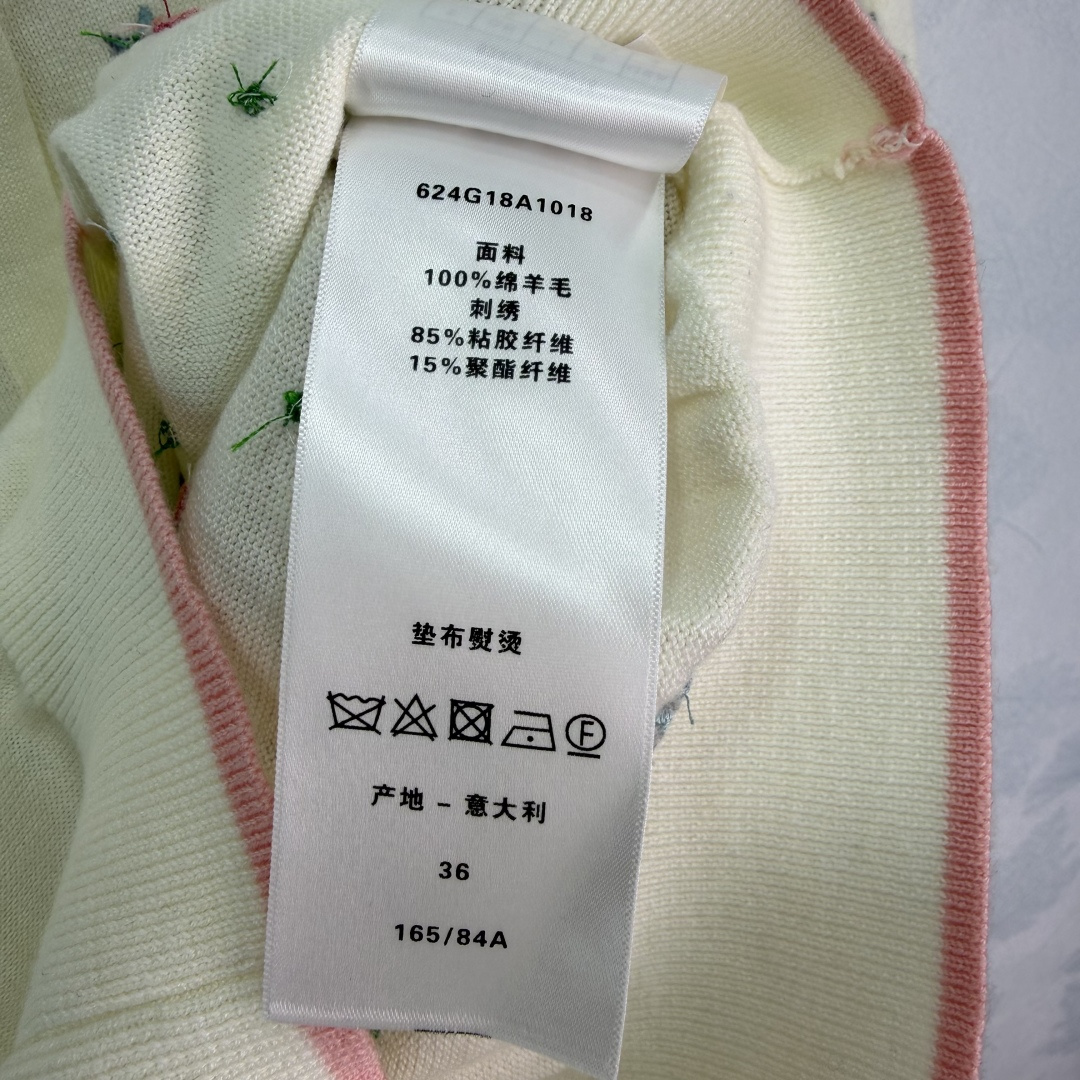 624G18A1018
面料
100%绵羊毛
刺绣
85%粘胶纤维
15%聚酯纤维
垫布熨烫
F
产地 – 意大利
36
165/84A